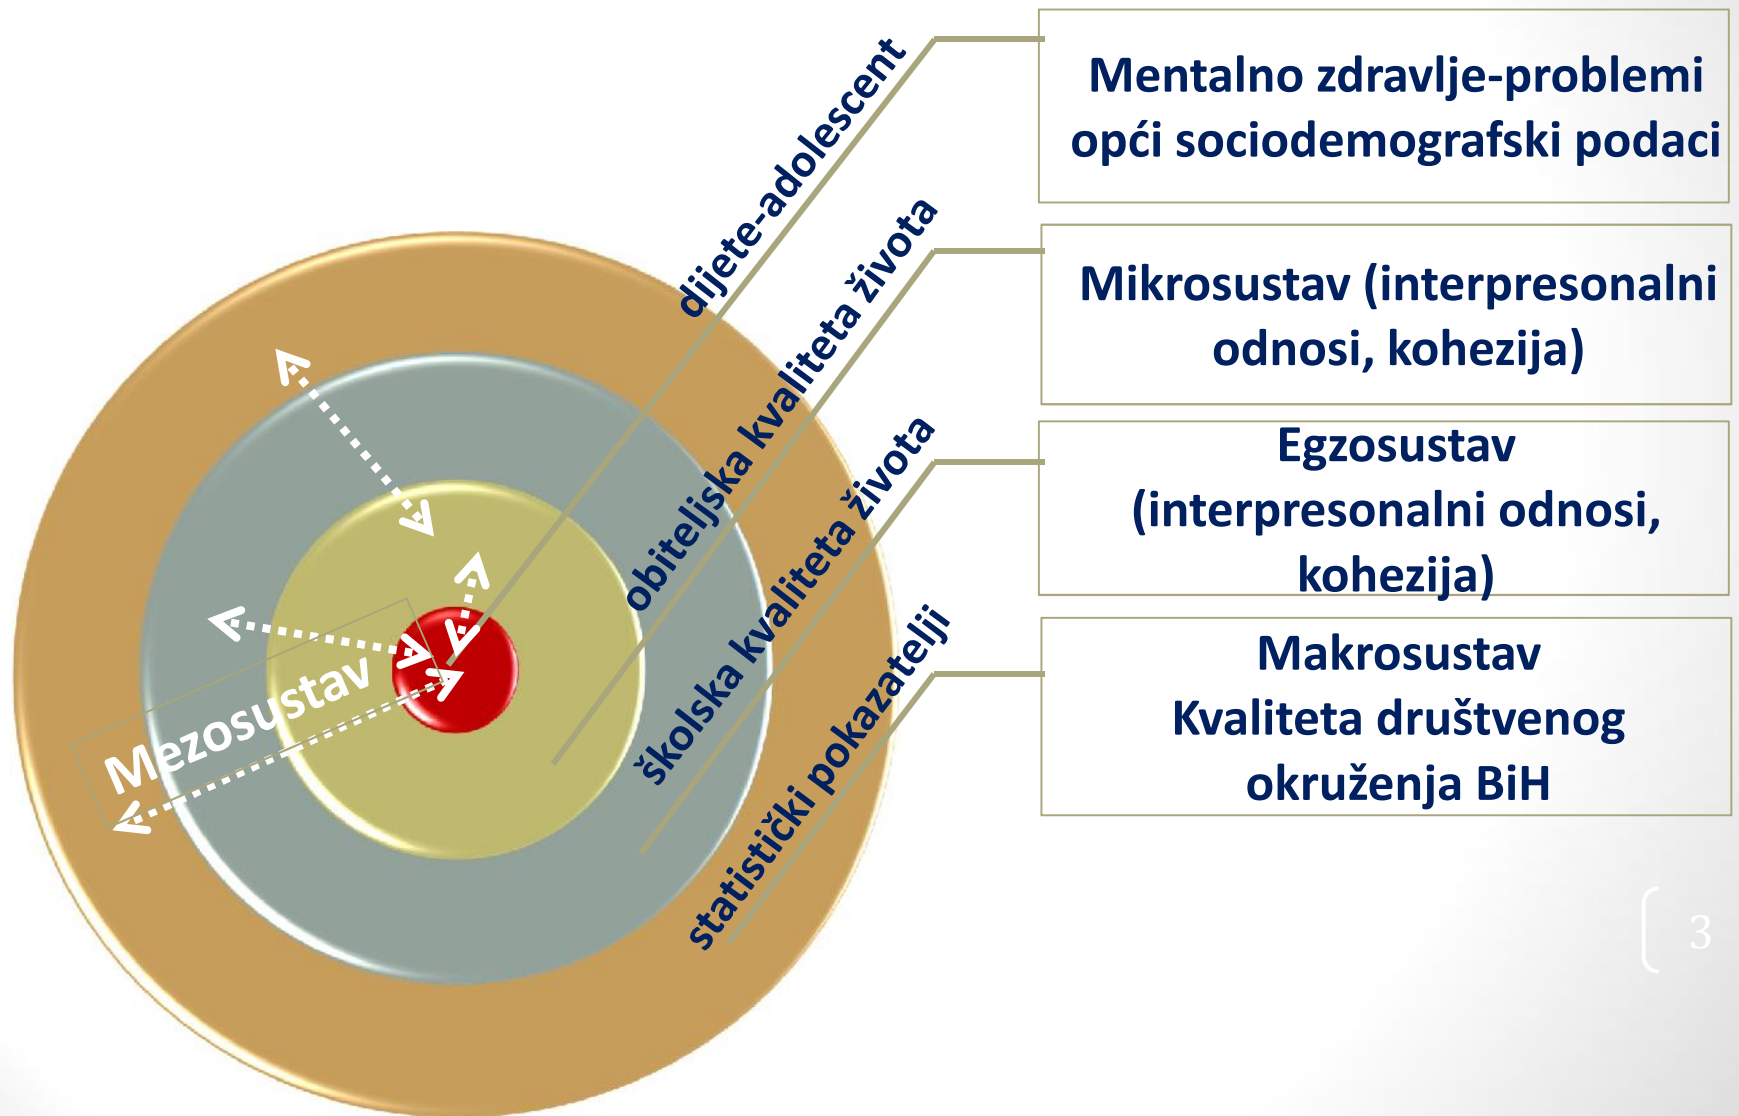 dijete-adolescent
Mentalno zdravlje-problemi
opći sociodemografski podaci
obiteljska kvaliteta života
Mikrosustav (interpresonalni
odnosi, kohezija)
školska kvaliteta života
Egzosustav
(interpresonalni odnosi,
kohezija)
statistički pokazatelji
Makrosustav
Kvaliteta društvenog
okruženja BiH
Mezosustav
3